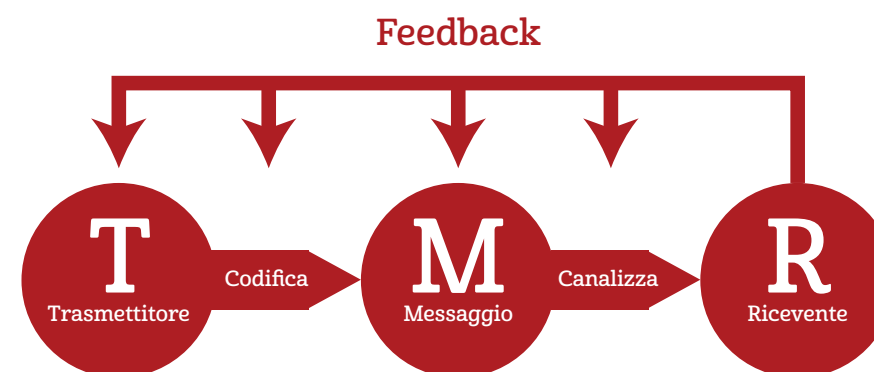 Feedback
T
Trasmettitore
Codifica
M
Messaggio
Canalizza
R
Ricevente